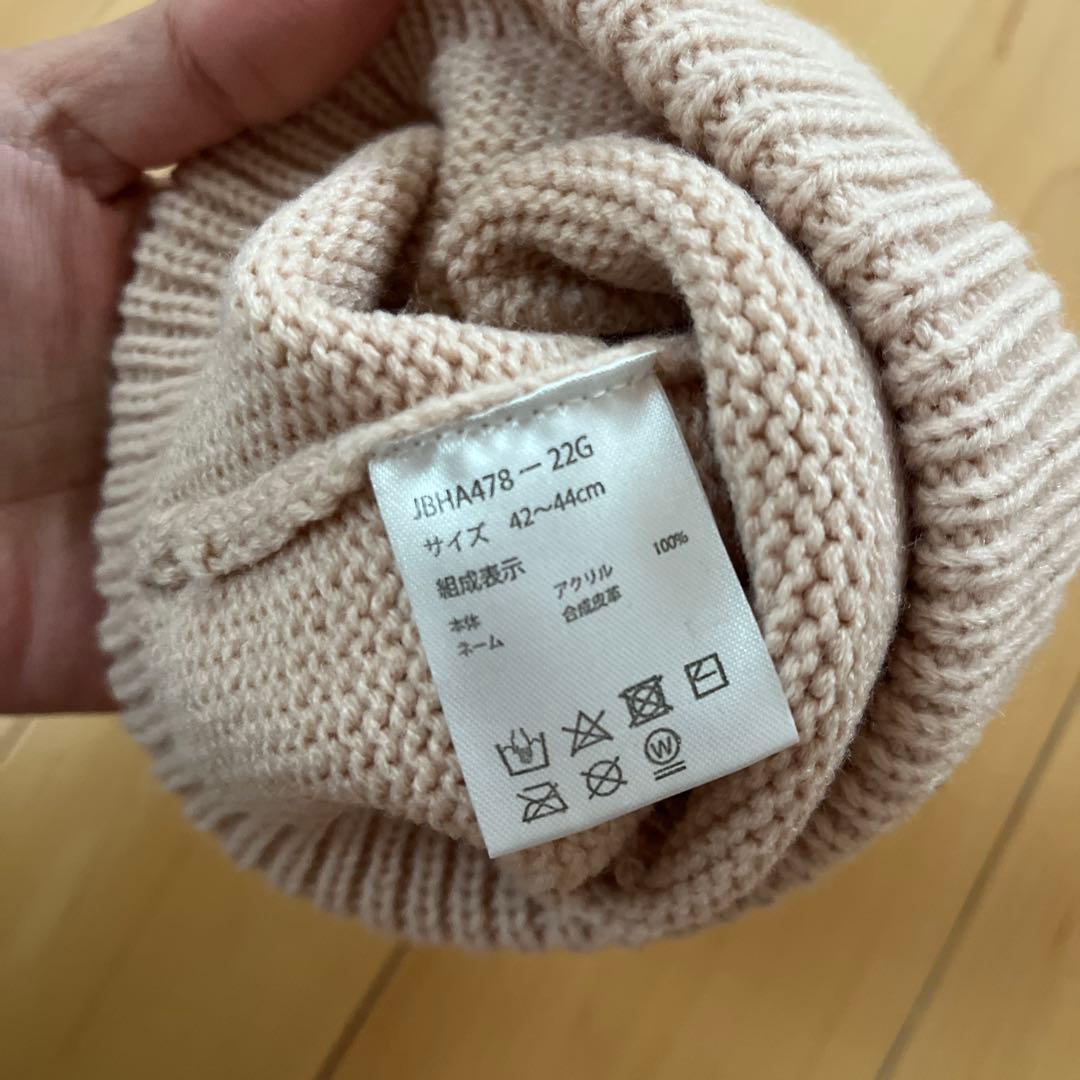 JBHA478－22G
サイズ 42～44cm
組成表示
本体 アクリル 100%
ネーム 合成皮革
W